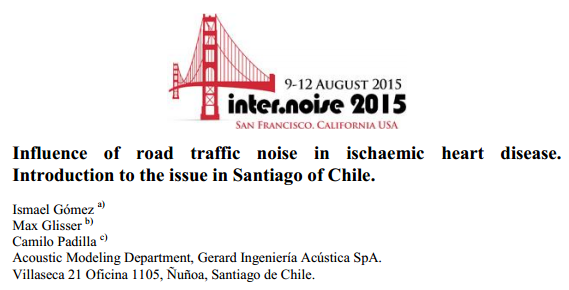 9-12 AUGUST 2015
inter.noise 2015
SAN FRANCISCO, CALIFORNIA USA
Influence of road traffic noise in ischaemic heart disease.
Introduction to the issue in Santiago of Chile.
Ismael Gómez a)
Max Glisser b)
Camilo Padilla c)
Acoustic Modeling Department, Gerard Ingeniería Acústica SpA.
Villaseca 21 Oficina 1105, Ñuñoa, Santiago de Chile.